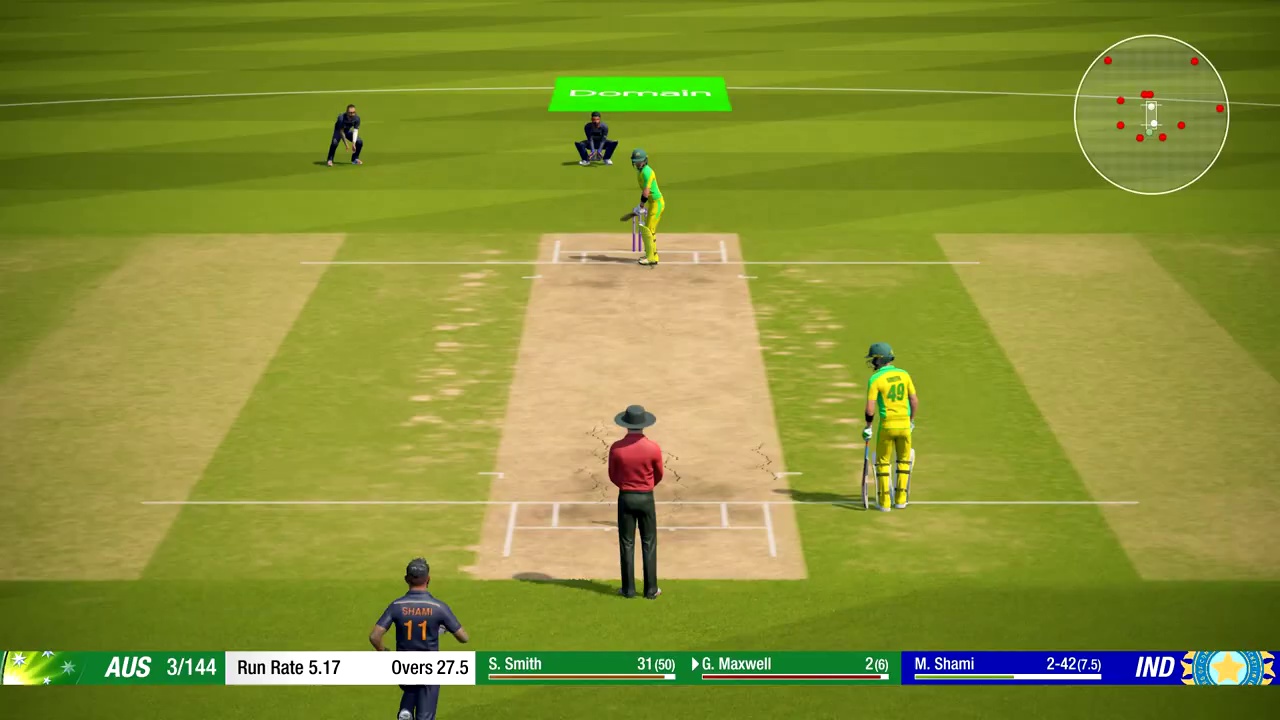 Domain
49
SHAMI
11
AUS 3/144
Run Rate 5.17 Overs 27.5
S. Smith 31(50)
G. Maxwell 2(6)
M. Shami 2-42(7.5)
IND